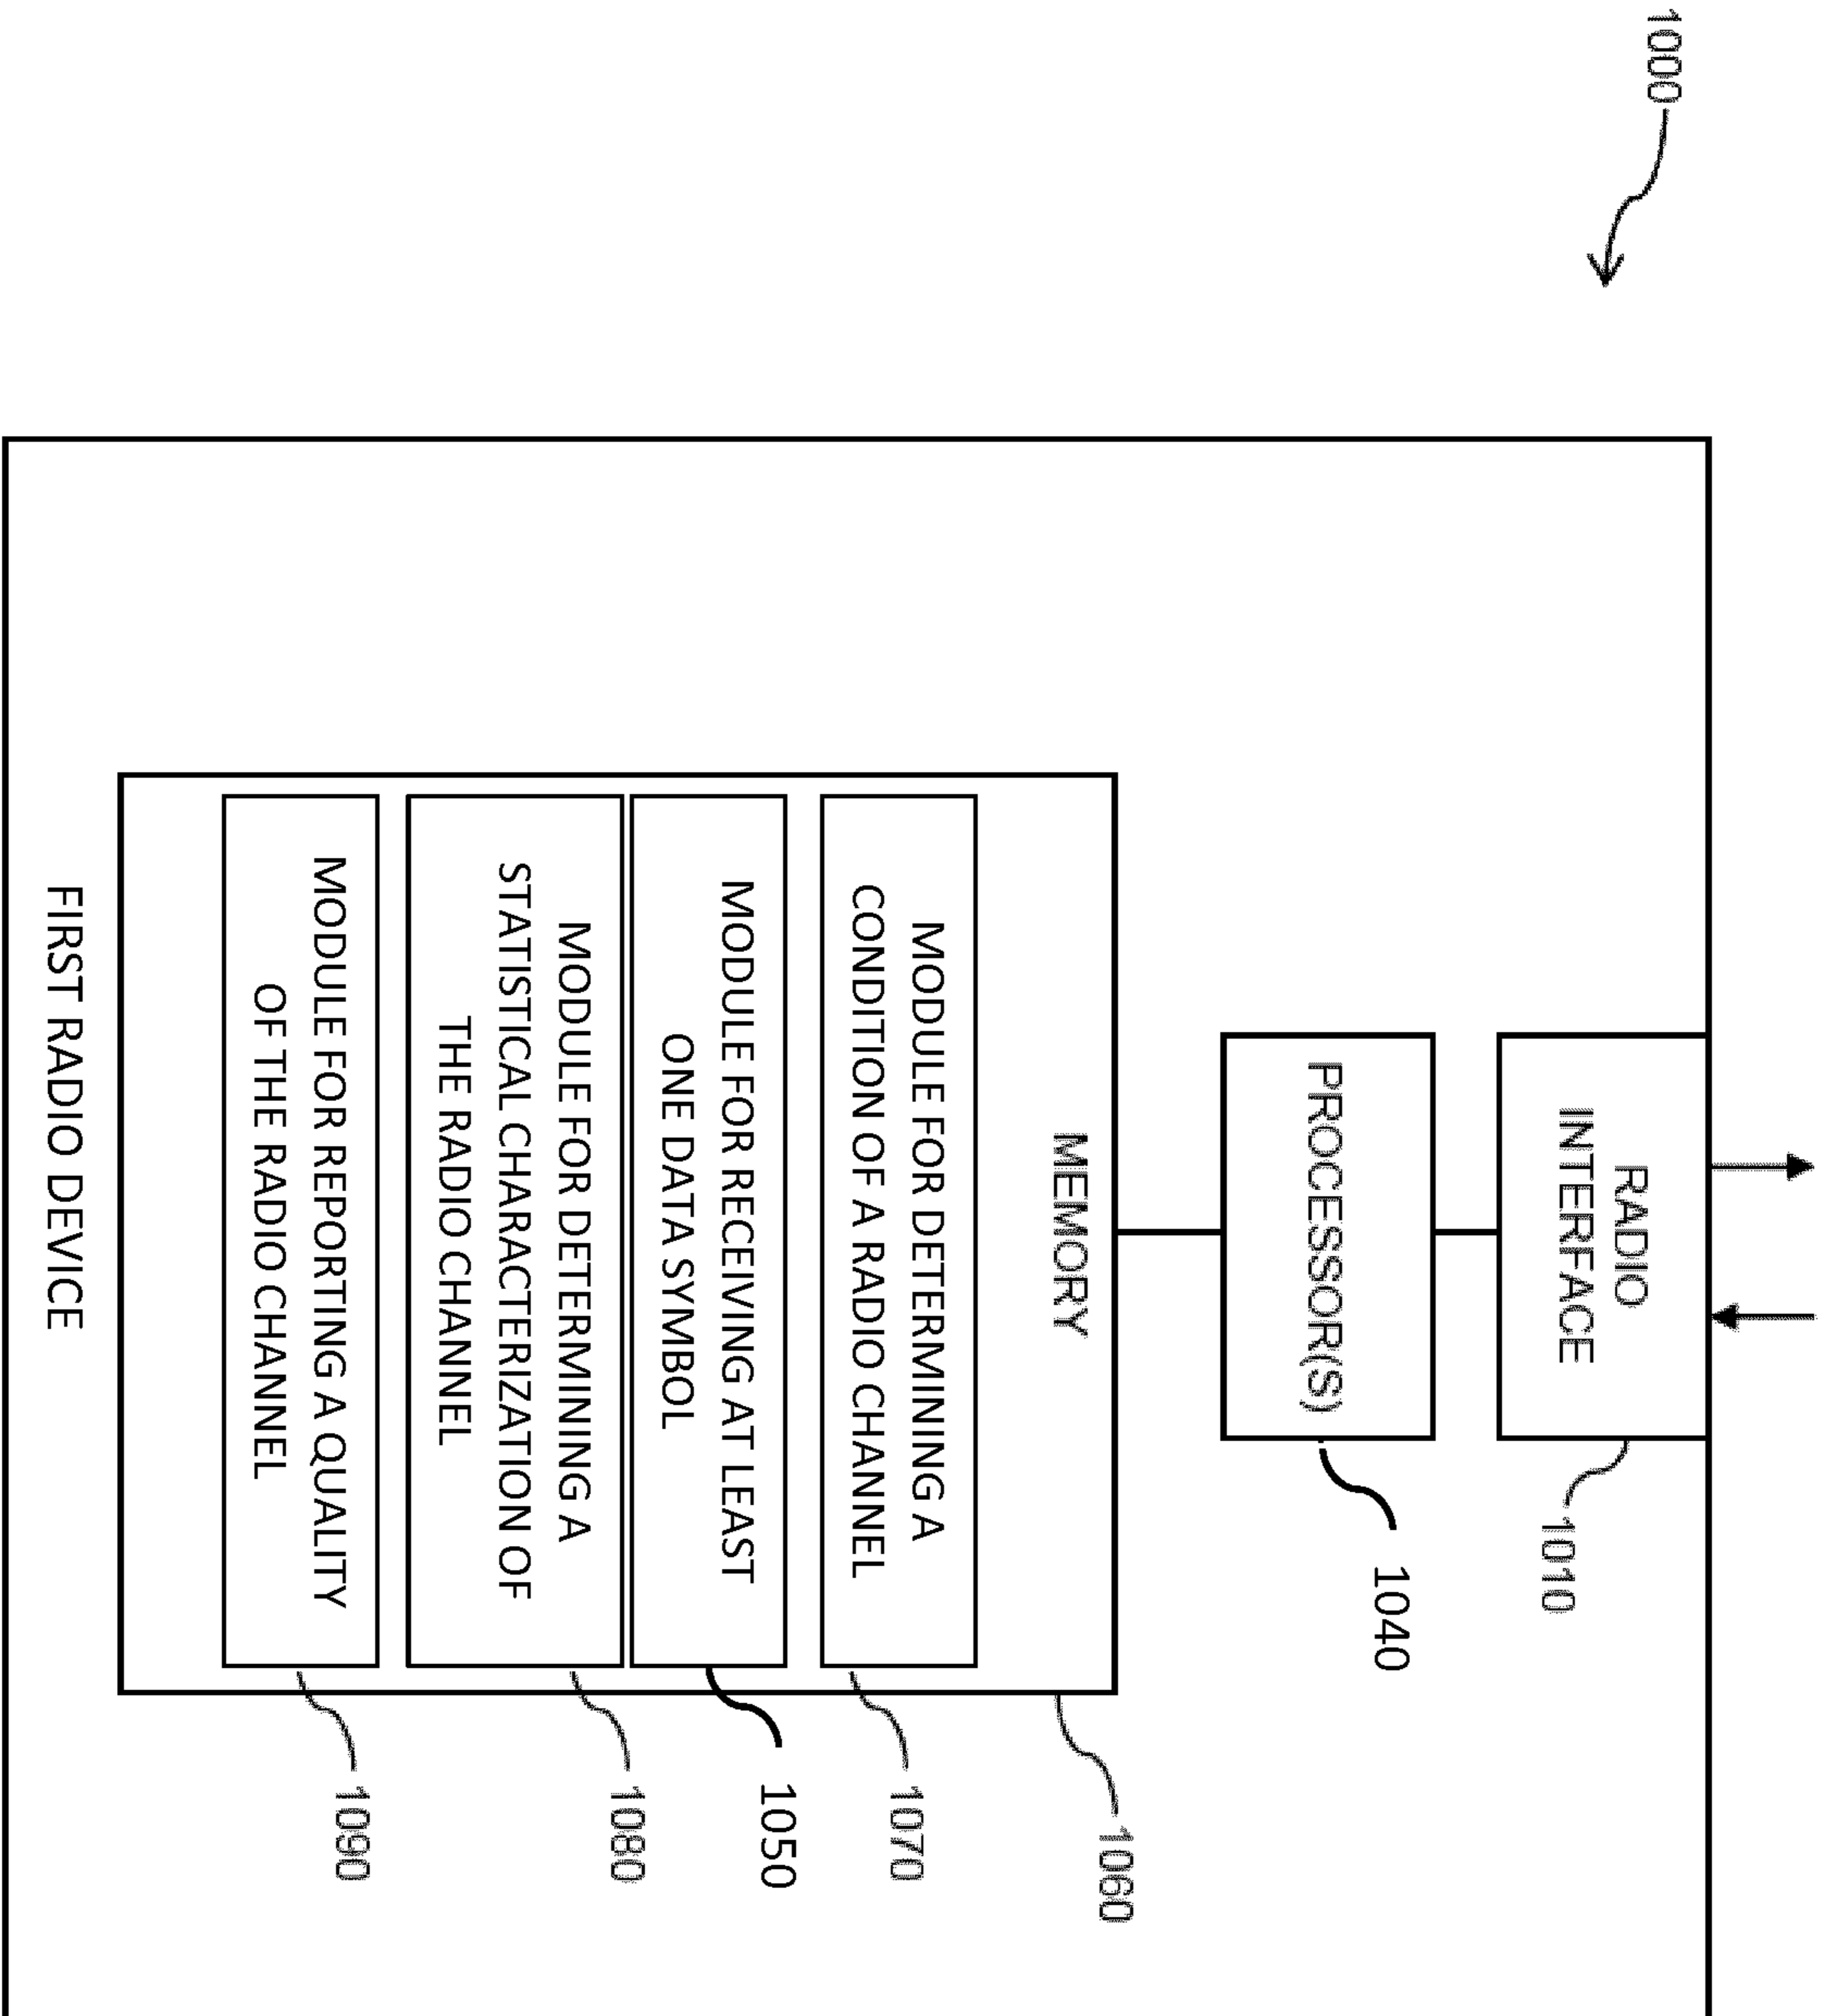 1000
RADIO
INTERFACE
1010
PROCESSOR(S)
1040
MEMORY
1060
MODULE FOR DETERMINING A
CONDITION OF A RADIO CHANNEL
1070
MODULE FOR RECEIVING AT LEAST
ONE DATA SYMBOL
1050
MODULE FOR DETERMINING A
STATISTICAL CHARACTERIZATION OF
THE RADIO CHANNEL
1080
MODULE FOR REPORTING A QUALITY
OF THE RADIO CHANNEL
1090
FIRST RADIO DEVICE